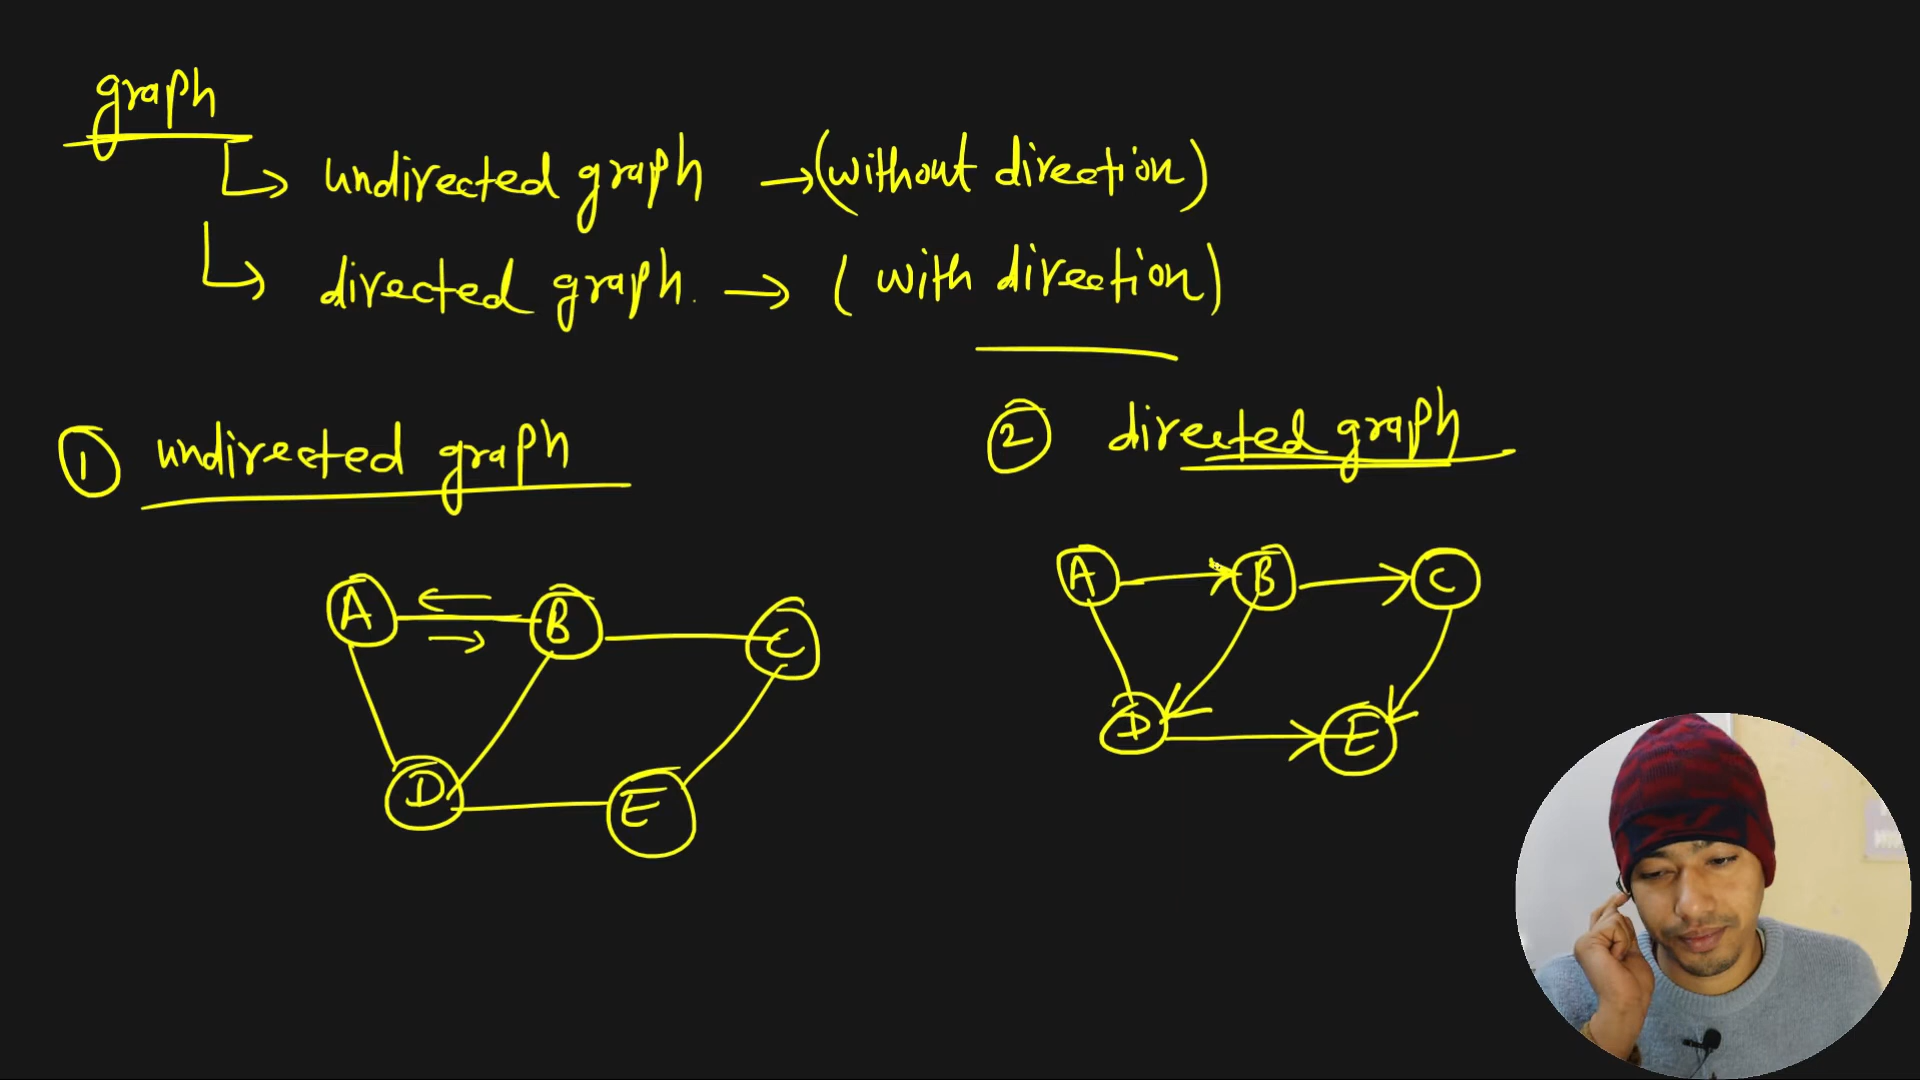 graph
↳ undirected graph → (without direction)
↳ directed graph. → ( with direction)
① undirected graph
② directed graph
A B C
D E
A B C
D E